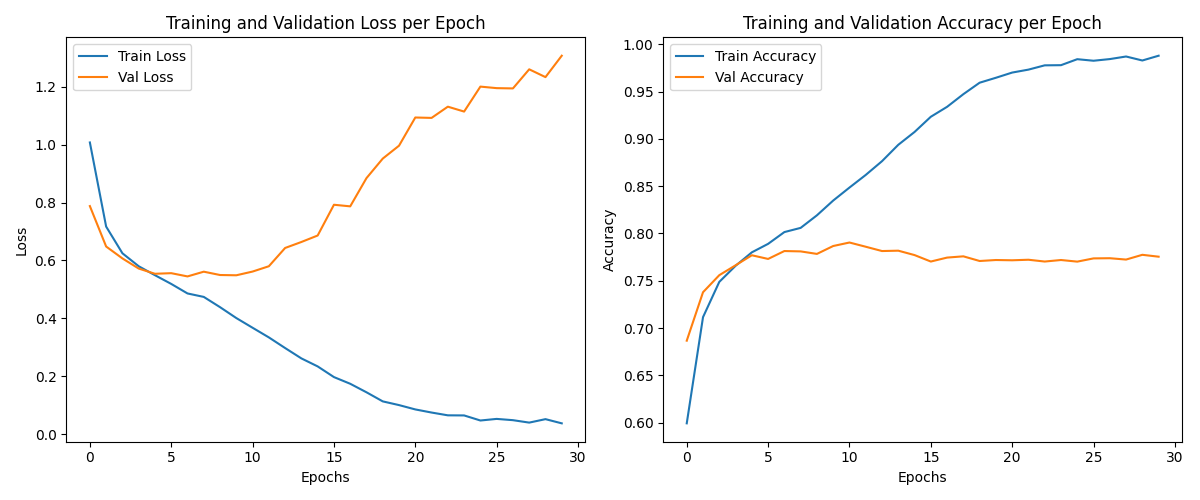 Training and Validation Loss per Epoch
Train Loss
Val Loss
1.2
1.0
0.8
0.6
0.4
0.2
0.0
Loss
0 5 10 15 20 25 30
Epochs
Training and Validation Accuracy per Epoch
Train Accuracy
Val Accuracy
1.00
0.95
0.90
0.85
0.80
0.75
0.70
0.65
0.60
Accuracy
0 5 10 15 20 25 30
Epochs